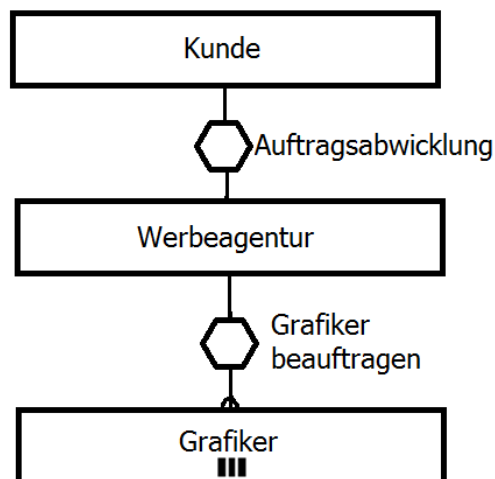 Kunde
Auftragsabwicklung
Werbeagentur
Grafiker
beauftragen
Grafiker